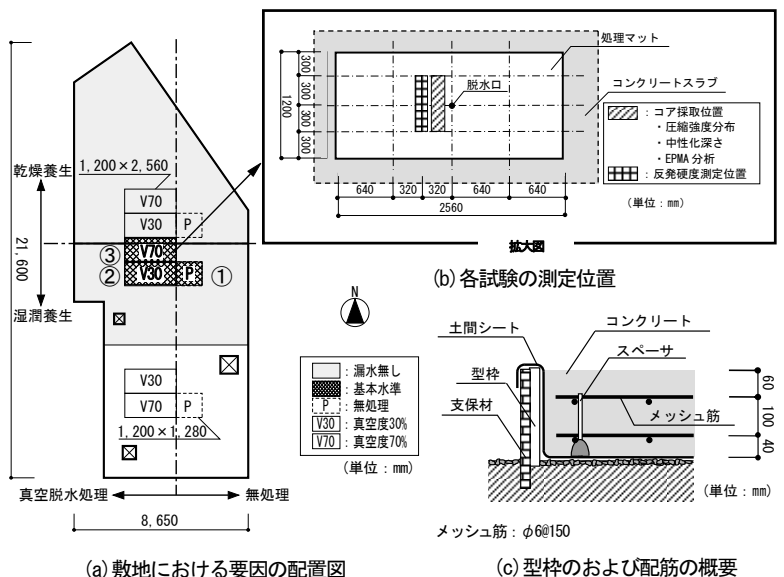 1,200×2,560
乾燥養生
V70
V30
P
③
V70
②
V30
P
①
21,600
湿潤養生
N
V30
V70
P
1,200×1,280
真空脱水処理
無処理
8,650
：漏水無し
：基本水準
P
：無処理
V30
：真空度30%
V70
：真空度70%
(単位：mm)
(a)敷地における要因の配置図
処理マット
コンクリートスラブ
脱水口
1200
300
300
300
300
640
320
320
640
640
2560
：コア採取位置
・圧縮強度分布
・中性化深さ
・EPMA分析
：反発硬度測定位置
(単位：mm)
拡大図
(b)各試験の測定位置
土間シート
コンクリート
型枠
スペーサ
支保材
メッシュ筋
60
100
40
(単位：mm)
メッシュ筋：φ6@150
(c)型枠のおよび配筋の概要